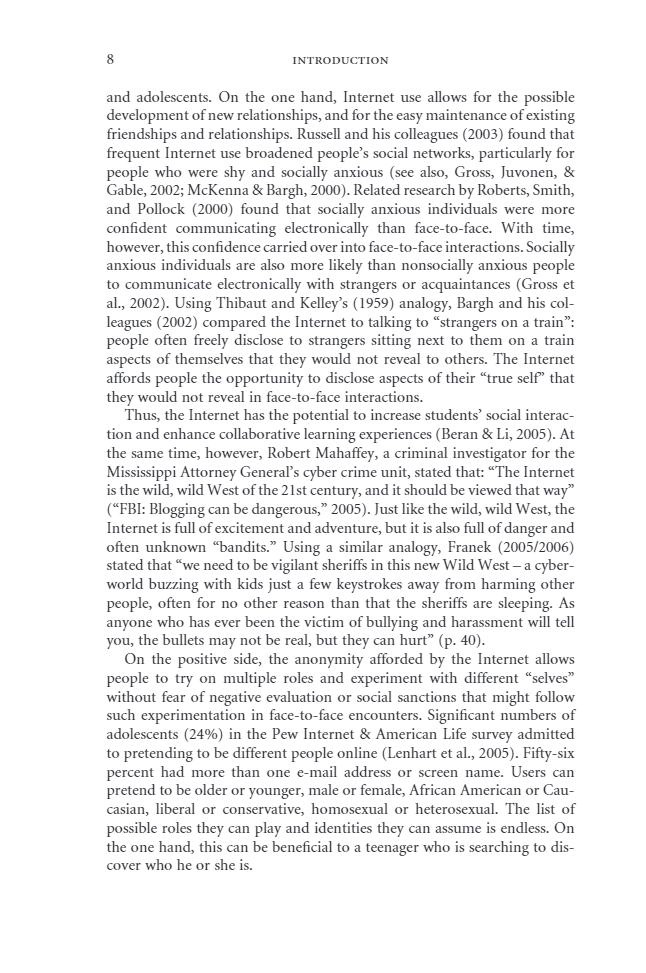 8
INTRODUCTION
and adolescents. On the one hand, Internet use allows for the possible
development of new relationships, and for the easy maintenance of existing
friendships and relationships. Russell and his colleagues (2003) found that
frequent Internet use broadened people’s social networks, particularly for
people who were shy and socially anxious (see also, Gross, Juvonen, &
Gable, 2002; McKenna & Bargh, 2000). Related research by Roberts, Smith,
and Pollock (2000) found that socially anxious individuals were more
confident communicating electronically than face-to-face. With time,
however, this confidence carried over into face-to-face interactions. Socially
anxious individuals are also more likely than nonsocially anxious people
to communicate electronically with strangers or acquaintances (Gross et
al., 2002). Using Thibaut and Kelley’s (1959) analogy, Bargh and his col-
leagues (2002) compared the Internet to talking to “strangers on a train”:
people often freely disclose to strangers sitting next to them on a train
aspects of themselves that they would not reveal to others. The Internet
affords people the opportunity to disclose aspects of their “true self” that
they would not reveal in face-to-face interactions.
Thus, the Internet has the potential to increase students’ social interac-
tion and enhance collaborative learning experiences (Beran & Li, 2005). At
the same time, however, Robert Mahaffey, a criminal investigator for the
Mississippi Attorney General’s cyber crime unit, stated that: “The Internet
is the wild, wild West of the 21st century, and it should be viewed that way”
(“FBI: Blogging can be dangerous,” 2005). Just like the wild, wild West, the
Internet is full of excitement and adventure, but it is also full of danger and
often unknown “bandits.” Using a similar analogy, Franek (2005/2006)
stated that “we need to be vigilant sheriffs in this new Wild West – a cyber-
world buzzing with kids just a few keystrokes away from harming other
people, often for no other reason than that the sheriffs are sleeping. As
anyone who has ever been the victim of bullying and harassment will tell
you, the bullets may not be real, but they can hurt” (p. 40).
On the positive side, the anonymity afforded by the Internet allows
people to try on multiple roles and experiment with different “selves”
without fear of negative evaluation or social sanctions that might follow
such experimentation in face-to-face encounters. Significant numbers of
adolescents (24%) in the Pew Internet & American Life survey admitted
to pretending to be different people online (Lenhart et al., 2005). Fifty-six
percent had more than one e-mail address or screen name. Users can
pretend to be older or younger, male or female, African American or Cau-
casian, liberal or conservative, homosexual or heterosexual. The list of
possible roles they can play and identities they can assume is endless. On
the one hand, this can be beneficial to a teenager who is searching to dis-
cover who he or she is.